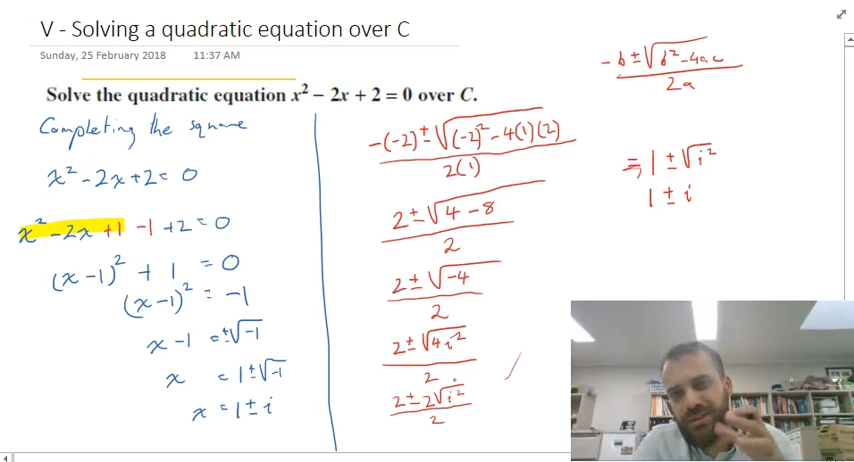 V - Solving a quadratic equation over C
Sunday, 25 February 2018 11:37 AM
Solve the quadratic equation x² − 2x + 2 = 0 over C.
Completing the square
x² - 2x + 2 = 0
x² - 2x + 1 - 1 + 2 = 0
(x - 1)² + 1 = 0
(x - 1)² = -1
x - 1 = ±√-1
x = 1 ± √-1
x = 1 ± i
-(-2) ± √(-2)² - 4(1)(2)
2(1)
2 ± √4 - 8
2
2 ± √-4
2
2 ± √4i²
2
2 ± 2√i²
2
-b ± √b² - 4ac
2a
= 1 ± √i²
1 ± i